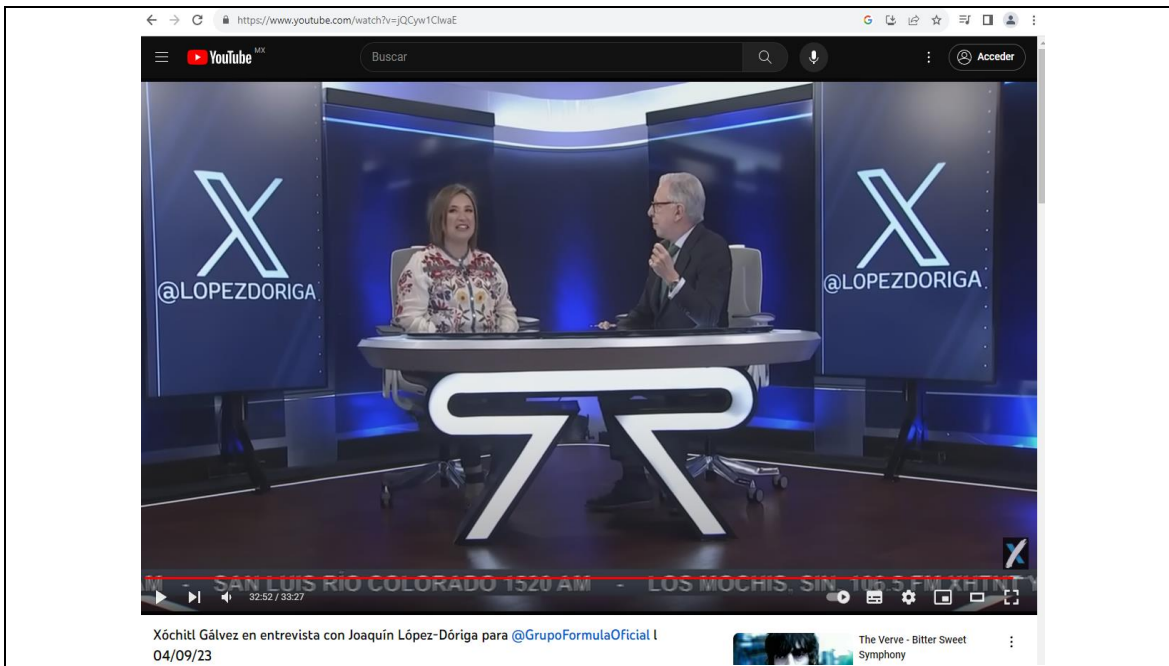 https://www.youtube.com/watch?v=jQCyw1ClwaE
YouTube MX
Buscar
Acceder
@LOPEZDORIGA
@LOPEZDORIGA
AM - SAN LUIS RÍO COLORADO 1520 AM - LOS MOCHIS, SIN. 106.5 FM
32:52 / 33:27
Xóchitl Gálvez en entrevista con Joaquín López-Dóriga para @GrupoFormulaOficial l
04/09/23
The Verve - Bitter Sweet
Symphony